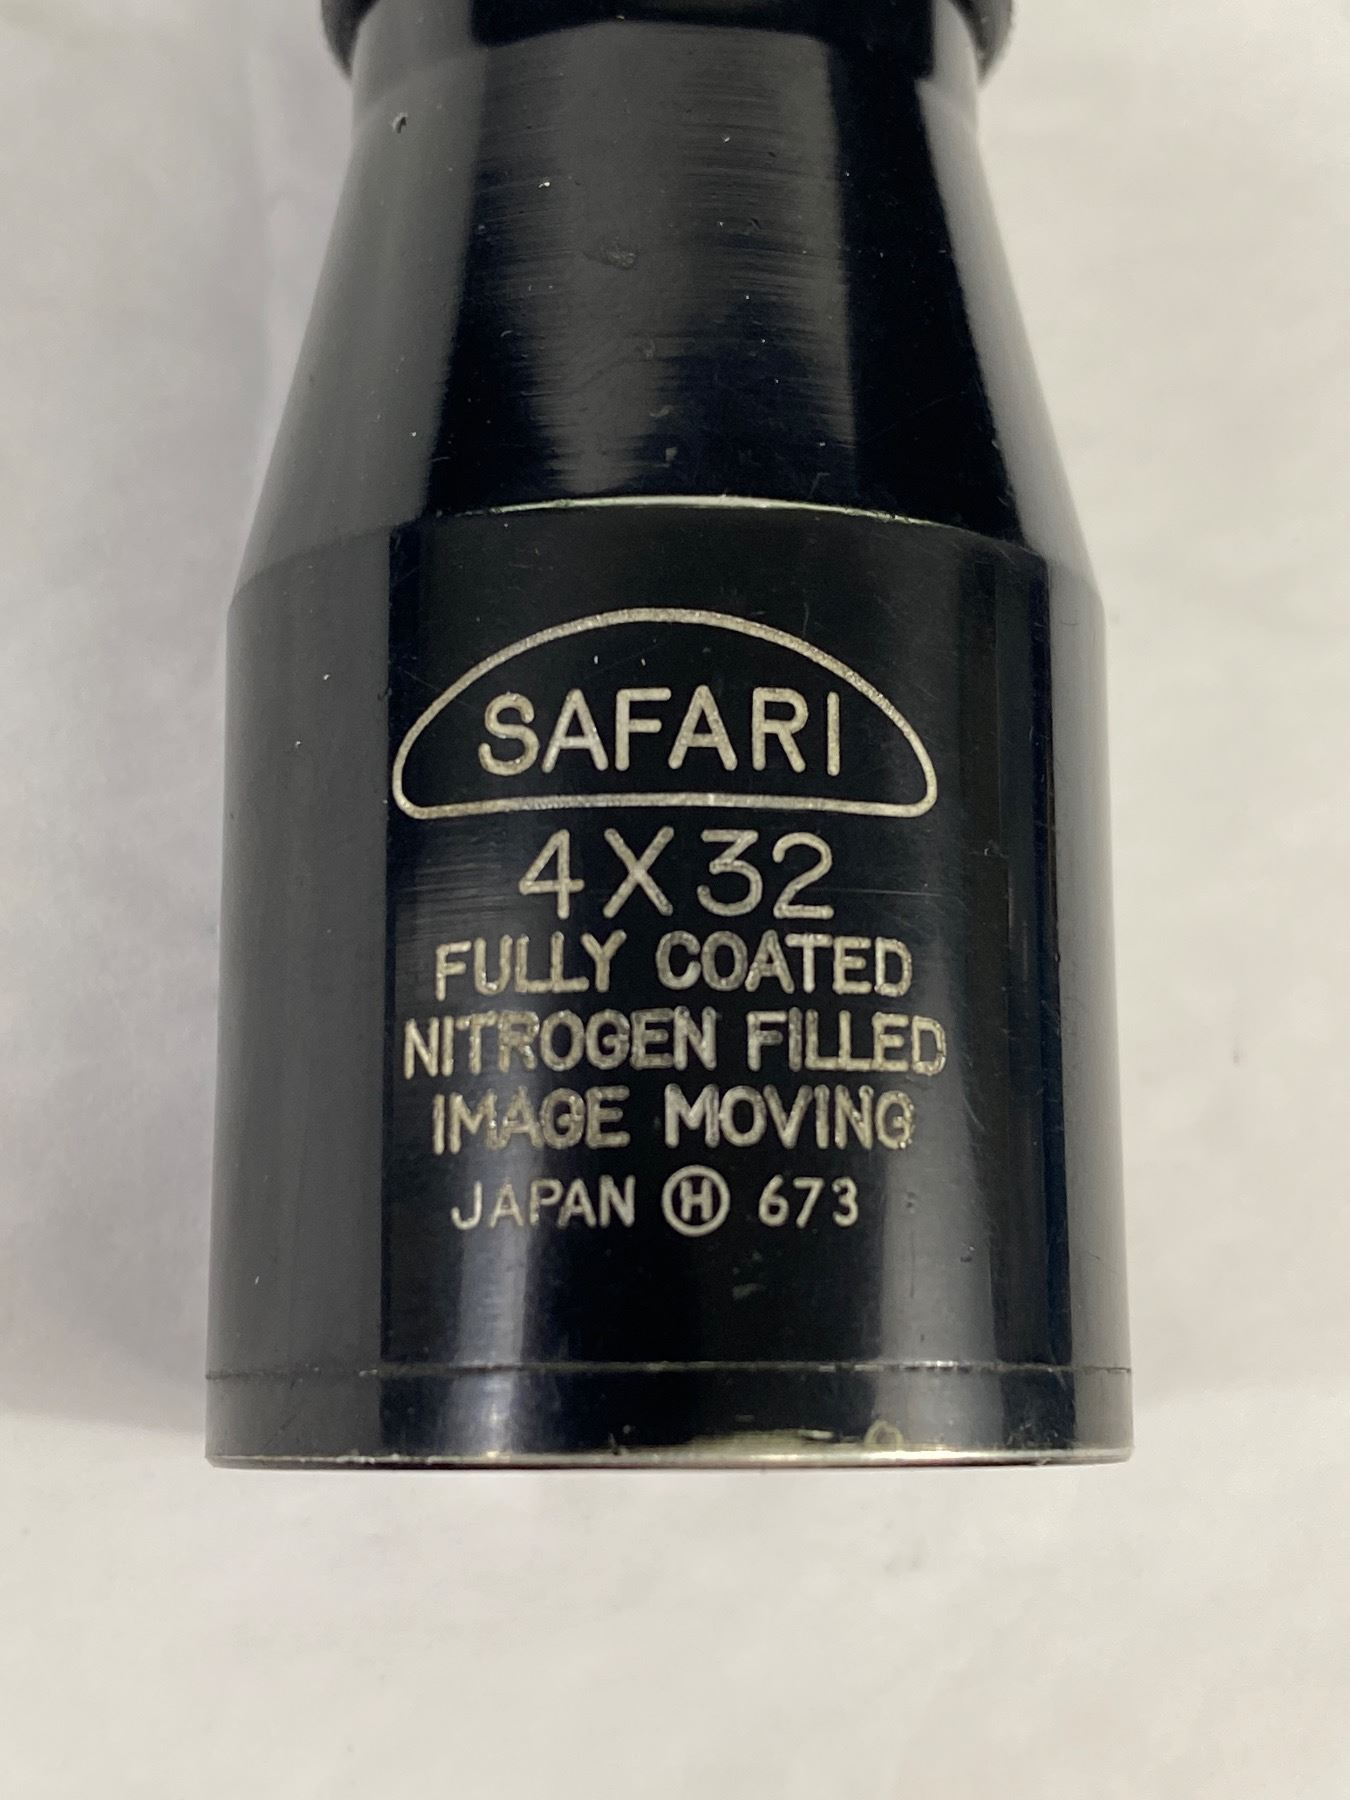 SAFARI
4X32
FULLY COATED
NITROGEN FILLED
IMAGE MOVING
JAPAN Ⓗ 673